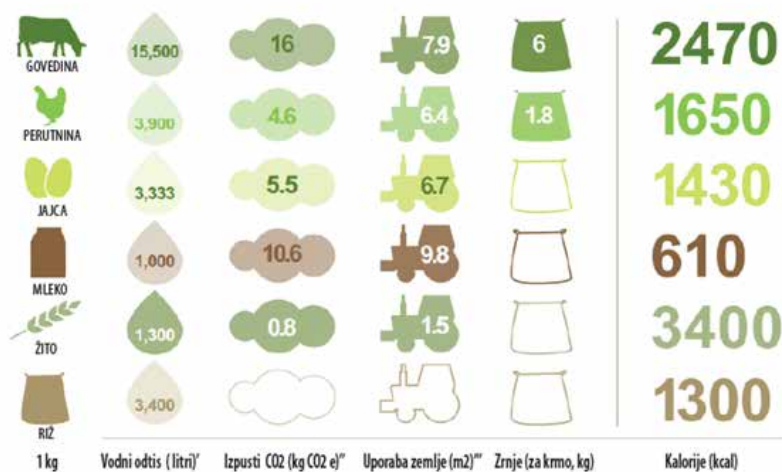 GOVEDINA 15,500 16 7.9 6 2470
PERUTNINA 3,900 4.6 6.4 1.8 1650
JAJCA 3,333 5.5 6.7 1430
MLEKO 1,000 10.6 9.8 610
ŽITO 1,300 0.8 1.5 3400
RIŽ 3,400 1300
1 kg Vodni odtis ( litri)' Izpusti CO2 (kg CO2 e)'' Uporaba zemlje (m2)''' Zrnje (za krmo, kg) Kalorije (kcal)